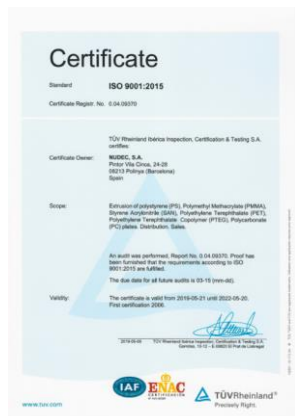 Certificate
Standard ISO 9001:2015
Certificate Registr. No. 0.04.09370
TÜV Rheinland Ibérica Inspection, Certification & Testing S.A.
certifies:
Certificate Owner: NUDEC, S.A.
Pintor Vila Cinca, 24-28
08213 Polinya (Barcelona)
Spain
Scope: Extrusion of polystyrene (PS), Polymethyl Methacrylate (PMMA),
Styrene Acrylonitrile (SAN), Polyethylene Terephthalate (PET),
Polyethylene Terephthalate Copolymer (PTEG), Polycarbonate
(PC) plates. Distribution, Sales.
An audit was performed, Report No. 0.04.09370. Proof has
been furnished that the requirements according to ISO
9001:2015 are fulfilled.
The due date for all future audits is 03-15 (mm-dd).
Validity: The certificate is valid from 2019-05-21 until 2022-05-20.
First certification 2006.
TÜV Rheinland Ibérica Inspection, Certification & Testing S.A.
IAF
ENAC
CERTIFICACIÓN
www.tuv.com
TÜVRheinland®
Precisely Right.